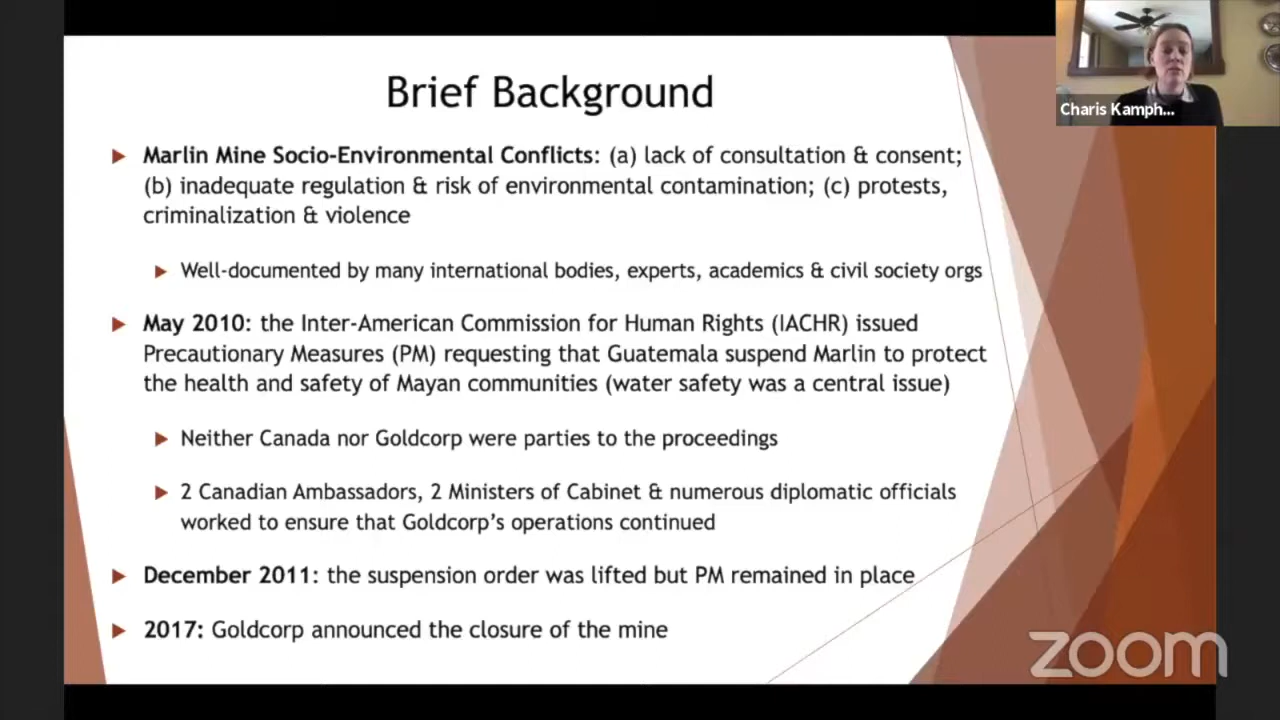 Brief Background
Marlin Mine Socio-Environmental Conflicts: (a) lack of consultation & consent;
(b) inadequate regulation & risk of environmental contamination; (c) protests,
criminalization & violence
Well-documented by many international bodies, experts, academics & civil society orgs
May 2010: the Inter-American Commission for Human Rights (IACHR) issued
Precautionary Measures (PM) requesting that Guatemala suspend Marlin to protect
the health and safety of Mayan communities (water safety was a central issue)
Neither Canada nor Goldcorp were parties to the proceedings
2 Canadian Ambassadors, 2 Ministers of Cabinet & numerous diplomatic officials
worked to ensure that Goldcorp's operations continued
December 2011: the suspension order was lifted but PM remained in place
2017: Goldcorp announced the closure of the mine
Charis Kamph...
zoom